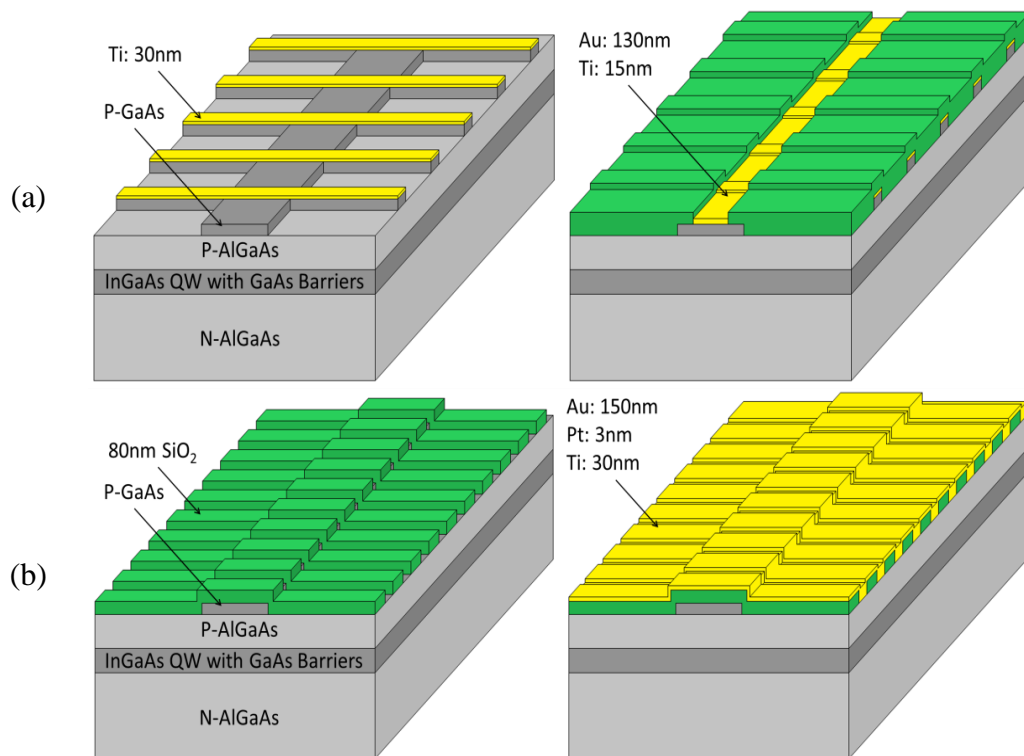 (a)
Ti: 30nm
P-GaAs
P-AlGaAs
InGaAs QW with GaAs Barriers
N-AlGaAs
Au: 130nm
Ti: 15nm
(b)
80nm SiO₂
P-GaAs
P-AlGaAs
InGaAs QW with GaAs Barriers
N-AlGaAs
Au: 150nm
Pt: 3nm
Ti: 30nm